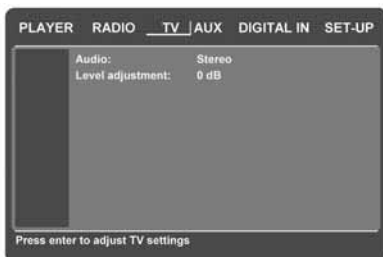 PLAYER RADIO TV AUX DIGITAL IN SET-UP
Audio: Stereo
Level adjustment: 0 dB
Press enter to adjust TV settings